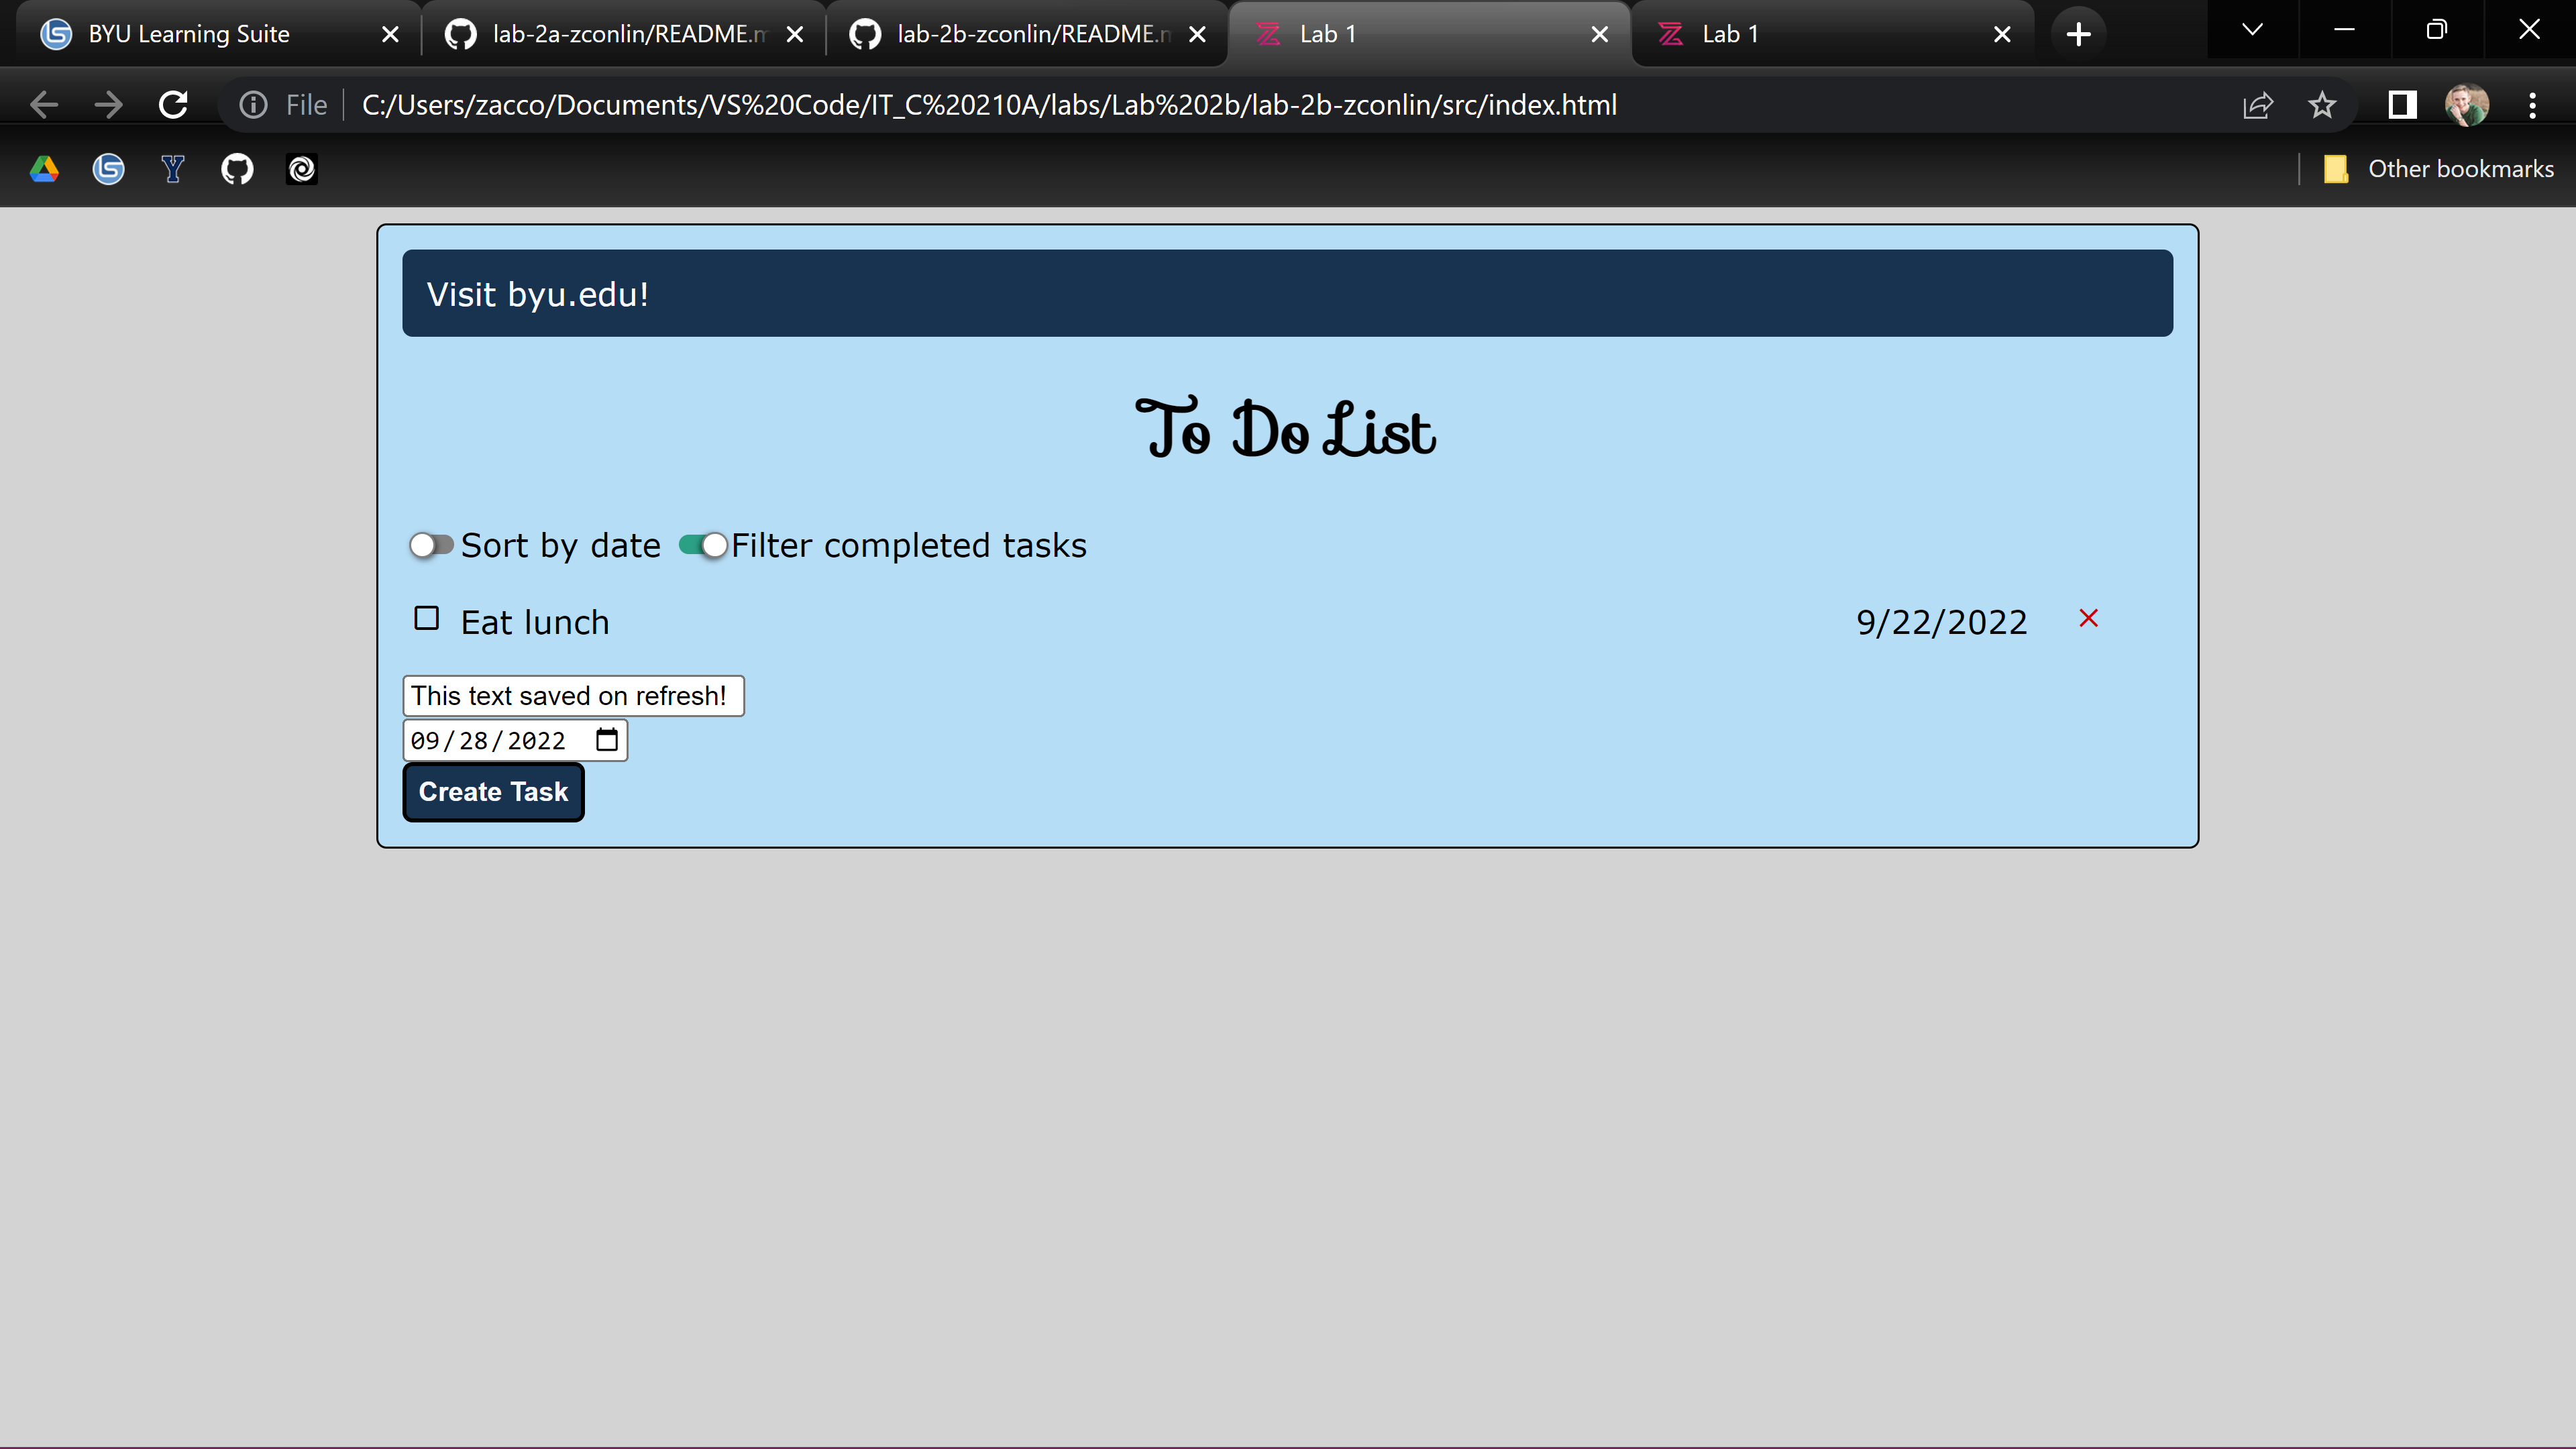 BYU Learning Suite
lab-2a-zconlin/README.m
lab-2b-zconlin/README.m
Lab 1
Lab 1
File
C:/Users/zacco/Documents/VS%20Code/IT_C%20210A/labs/Lab%202b/lab-2b-zconlin/src/index.html
Other bookmarks
Visit byu.edu!
To Do List
Sort by date Filter completed tasks
Eat lunch 9/22/2022
This text saved on refresh!
09/28/2022
Create Task